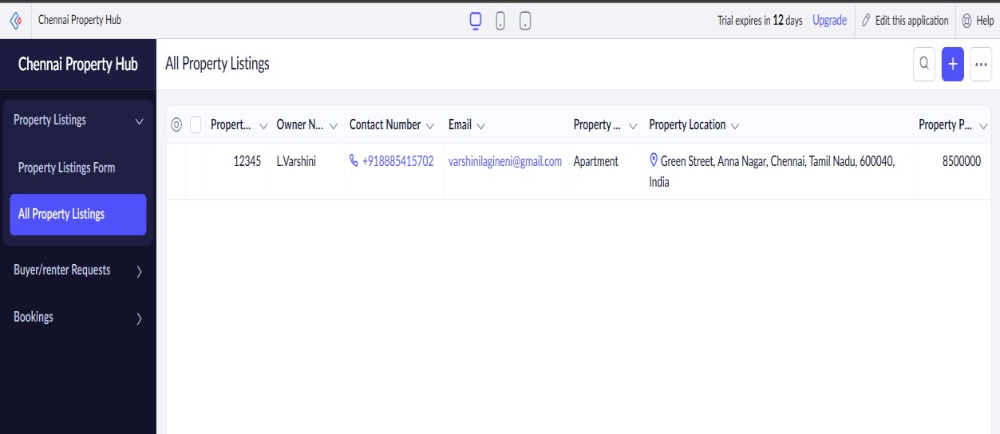 Chennai Property Hub
Trial expires in 12 days Upgrade Edit this application Help
Chennai Property Hub
All Property Listings
Property Listings
Property Listings Form
All Property Listings
Buyer/renter Requests
Bookings
Propert... Owner N... Contact Number Email Property ... Property Location Property P...
12345 L.Varshini +918885415702 varshinilagineni@gmail.com Apartment Green Street, Anna Nagar, Chennai, Tamil Nadu, 600040, 8500000
India